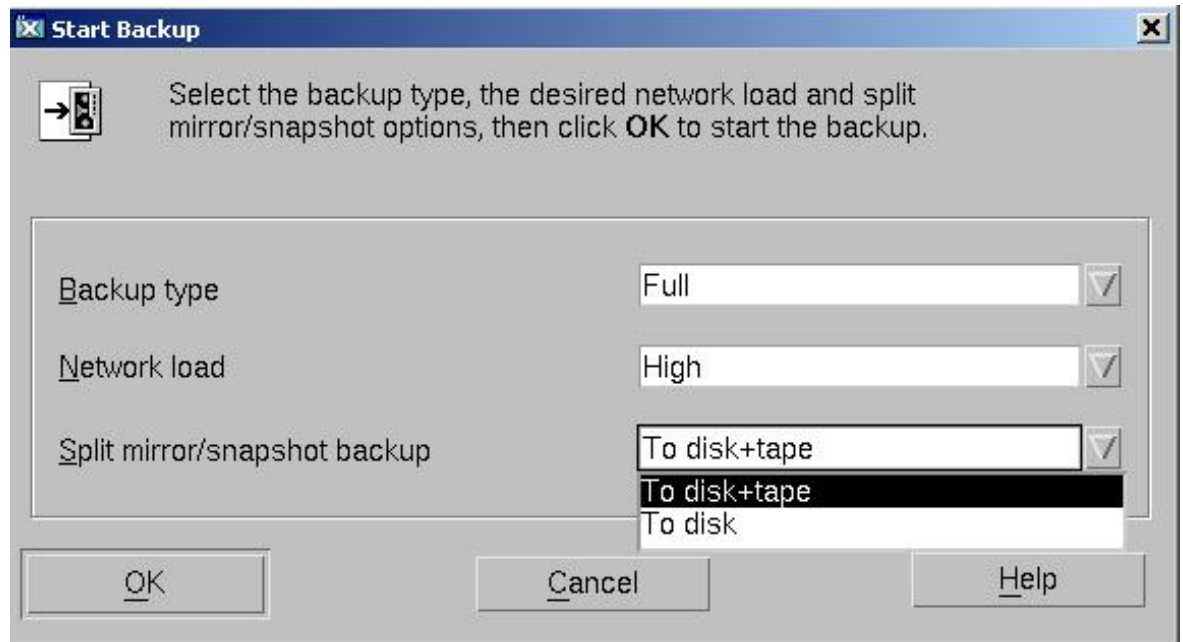 Start Backup
Select the backup type, the desired network load and split
mirror/snapshot options, then click OK to start the backup.
Backup type
Full
Network load
High
Split mirror/snapshot backup
To disk+tape
To disk+tape
To disk
OK
Cancel
Help